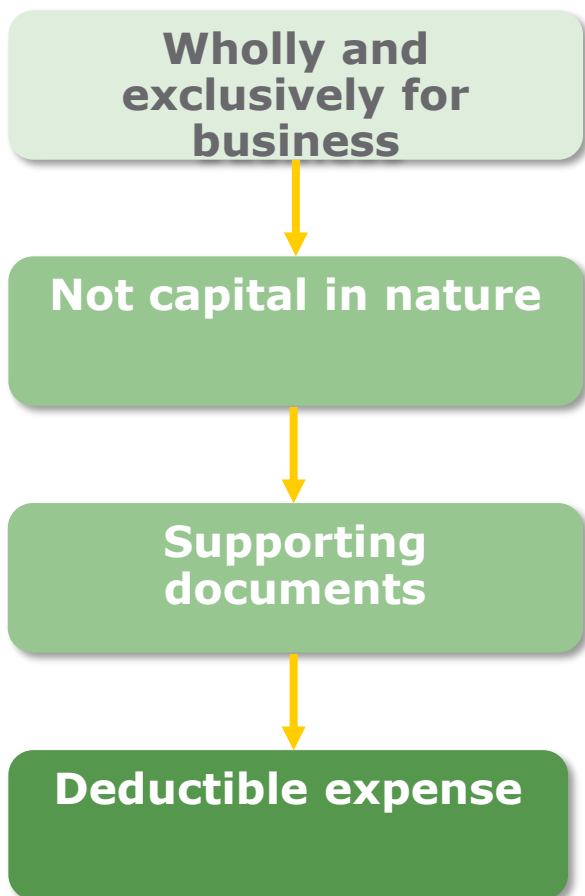 Wholly and
exclusively for
business
Not capital in nature
Supporting
documents
Deductible expense